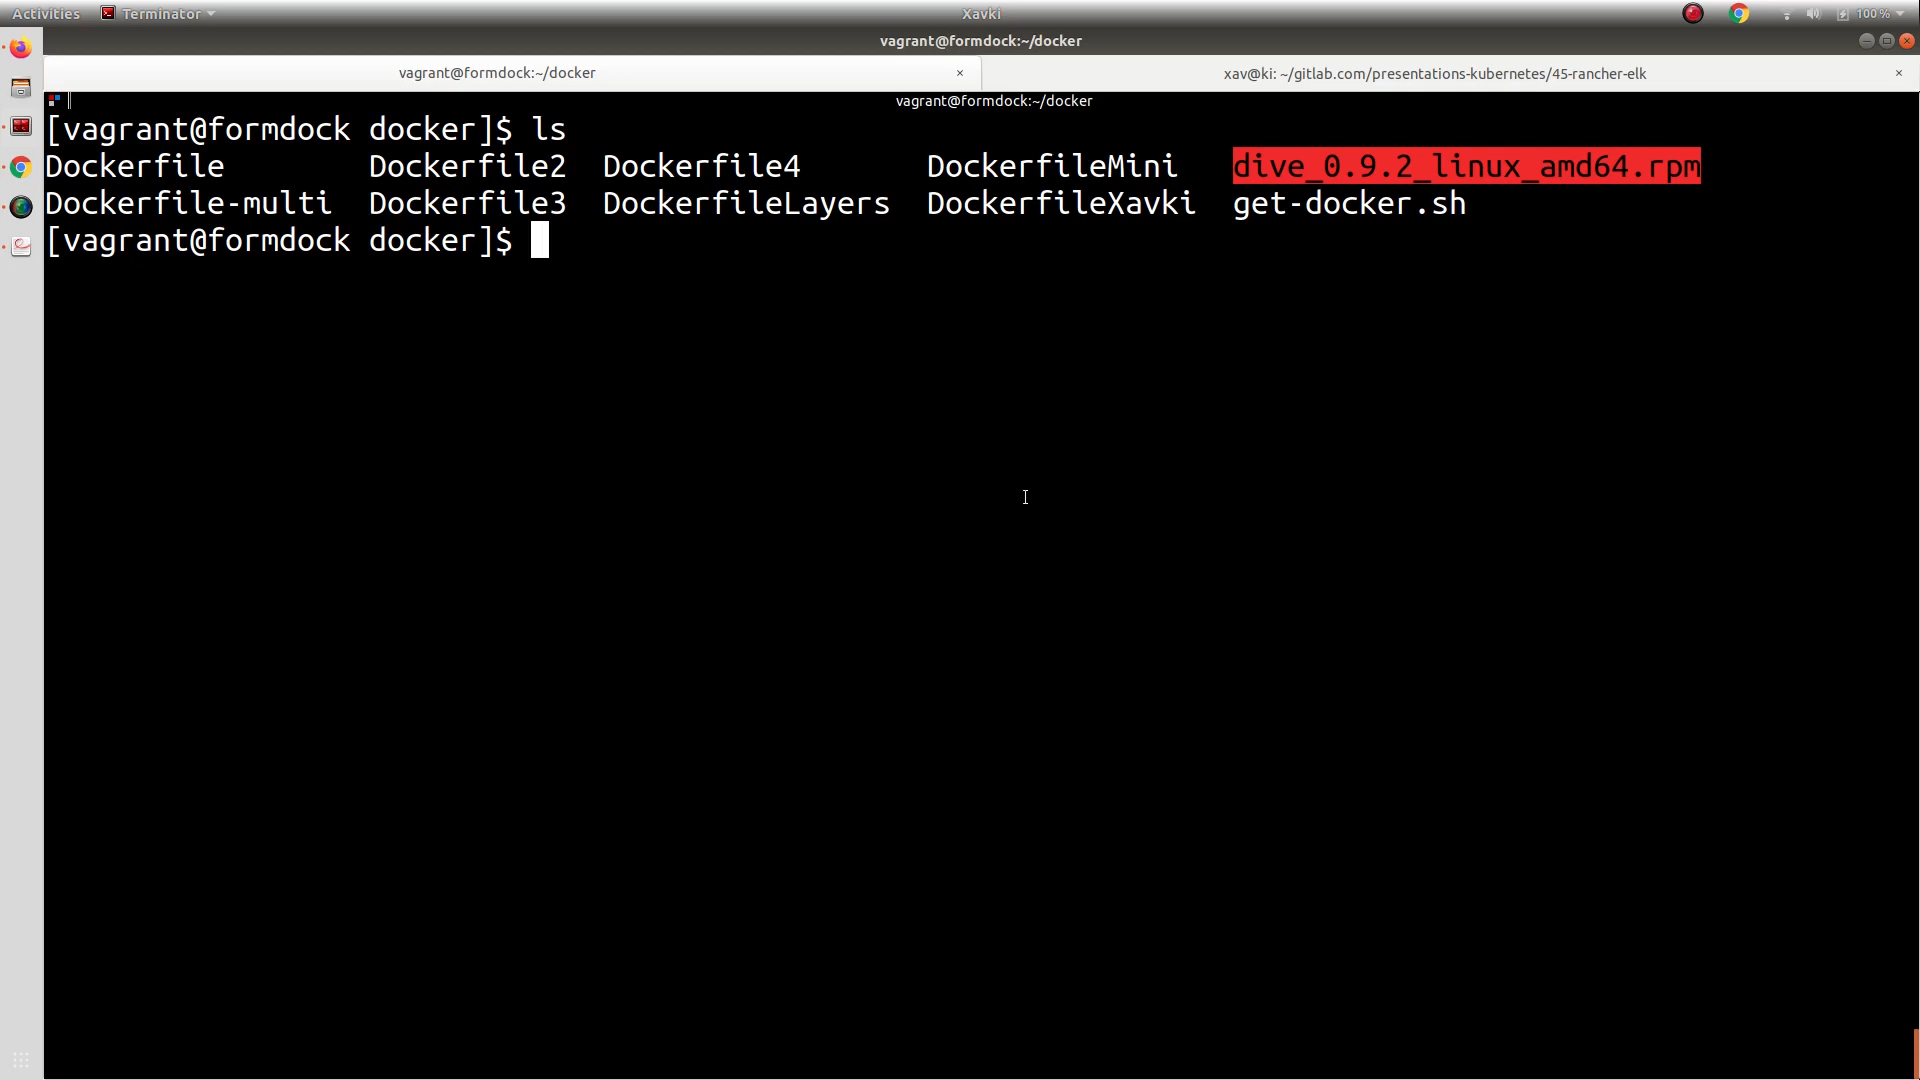 Activities Terminator Xavki 100 %
vagrant@formdock:~/docker
vagrant@formdock:~/docker × xav@ki: ~/gitlab.com/presentations-kubernetes/45-rancher-elk ×
vagrant@formdock:~/docker
[vagrant@formdock docker]$ ls
Dockerfile Dockerfile2 Dockerfile4 DockerfileMini dive_0.9.2_linux_amd64.rpm
Dockerfile-multi Dockerfile3 DockerfileLayers DockerfileXavki get-docker.sh
[vagrant@formdock docker]$